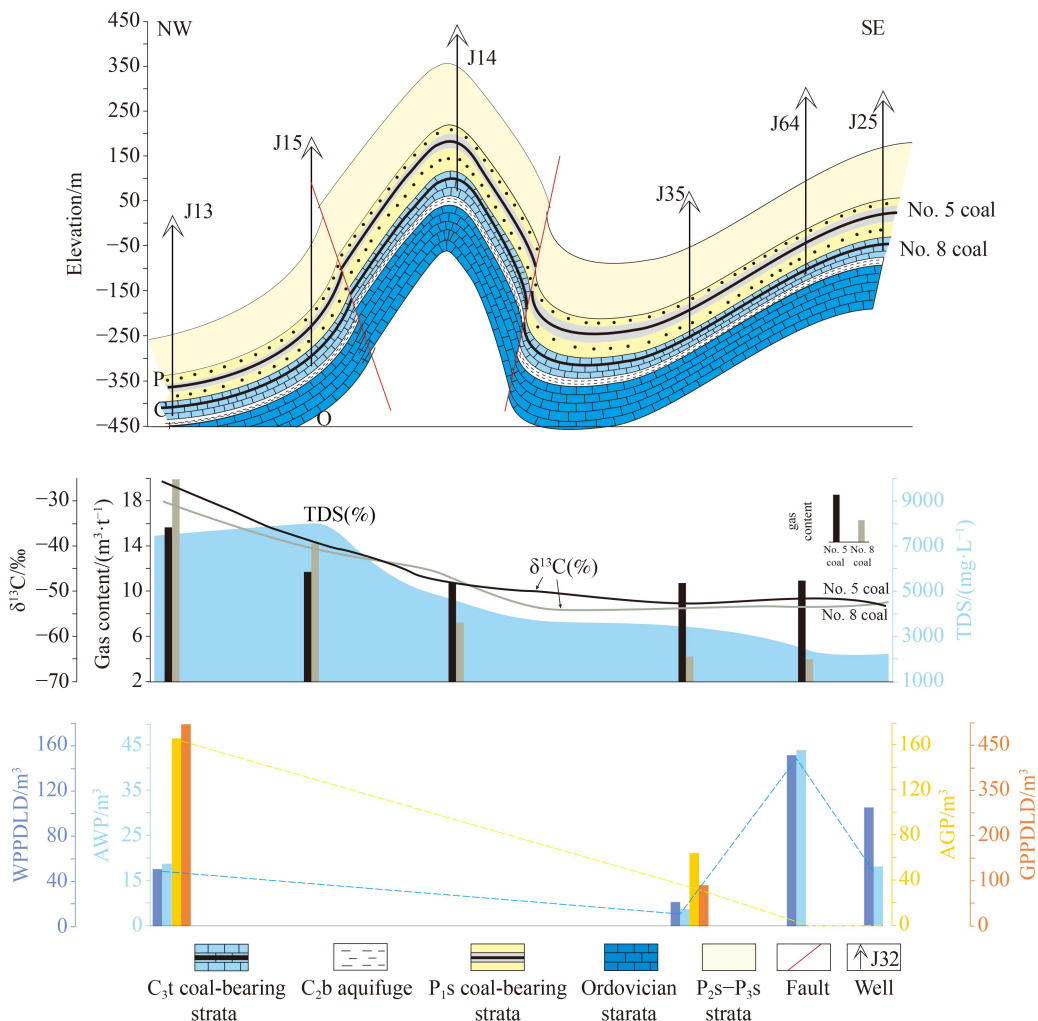 NW
SE
450
350
250
150
50
−50
−150
−250
−350
−450
Elevation/m
J13
J15
J14
J35
J64
J25
No. 5 coal
No. 8 coal
P
C
O
δ¹³C/‰
−30
−40
−50
−60
−70
Gas content/(m³·t⁻¹)
18
14
10
6
2
TDS(%)
δ¹³C(%)
gas
content
No. 5 No. 8
coal coal
No. 5 coal
No. 8 coal
9000
7000
5000
3000
1000
TDS/(mg·L⁻¹)
WPPDLD/m³
160
120
80
40
0
AWP/m³
45
35
25
15
0
160
120
80
40
0
AGP/m³
450
300
200
100
0
GPPDLD/m³
C₃t coal-bearing
strata
C₂b aquifuge
P₁s coal-bearing
strata
Ordovician
starata
P₂s−P₃s
strata
Fault
J32
Well